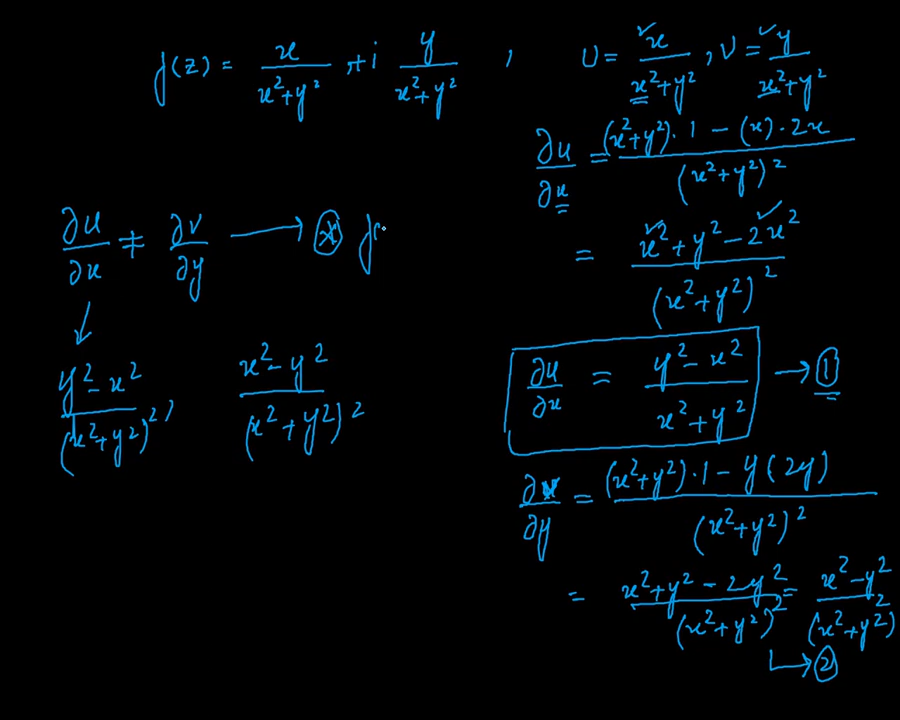 f(z) = x/(x²+y²) + i y/(x²+y²) , U = x/(x²+y²) , V = y/(x²+y²)
∂u/∂x = ((x²+y²)·1 − (x)·2x)/(x²+y²)²
= (x²+y²−2x²)/(x²+y²)²
∂u/∂x ≠ ∂v/∂y → * f(
(y²−x²)/(x²+y²)² , (x²−y²)/(x²+y²)²
∂u/∂x = (y²−x²)/(x²+y²) → 1
∂v/∂y = ((x²+y²)·1 − y(2y))/(x²+y²)²
= (x²+y²−2y²)/(x²+y²)² = (x²−y²)/(x²+y²)²
→ 2